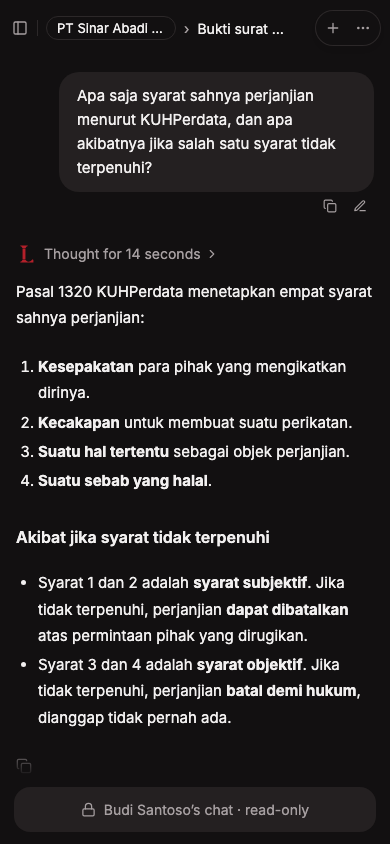 PT Sinar Abadi ... › Bukti surat ...
Apa saja syarat sahnya perjanjian
menurut KUHPerdata, dan apa
akibatnya jika salah satu syarat tidak
terpenuhi?
L Thought for 14 seconds >
Pasal 1320 KUHPerdata menetapkan empat syarat
sahnya perjanjian:
1. Kesepakatan para pihak yang mengikatkan
dirinya.
2. Kecakapan untuk membuat suatu perikatan.
3. Suatu hal tertentu sebagai objek perjanjian.
4. Suatu sebab yang halal.
Akibat jika syarat tidak terpenuhi
• Syarat 1 dan 2 adalah syarat subjektif. Jika
tidak terpenuhi, perjanjian dapat dibatalkan
atas permintaan pihak yang dirugikan.
• Syarat 3 dan 4 adalah syarat objektif. Jika
tidak terpenuhi, perjanjian batal demi hukum,
dianggap tidak pernah ada.
Budi Santoso’s chat · read-only